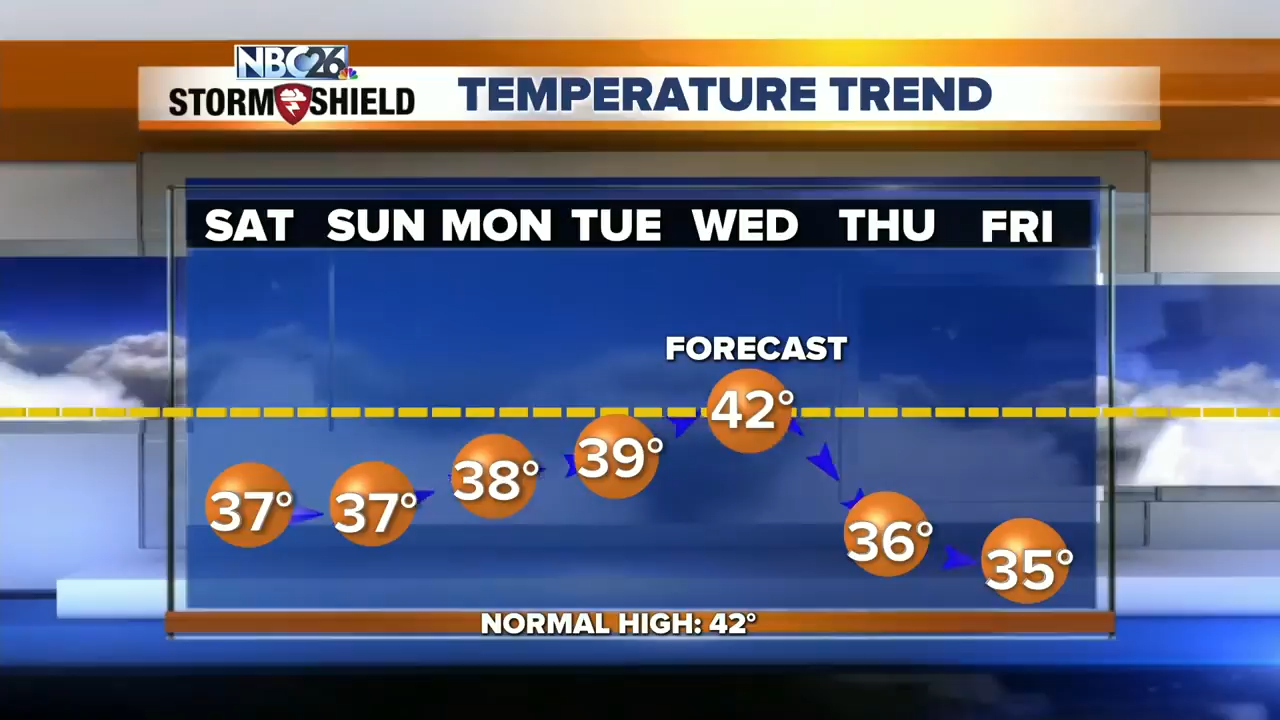 NBC26
STORM SHIELD
TEMPERATURE TREND
SAT SUN MON TUE WED THU FRI
FORECAST
37° 37° 38° 39° 42° 36° 35°
NORMAL HIGH: 42°